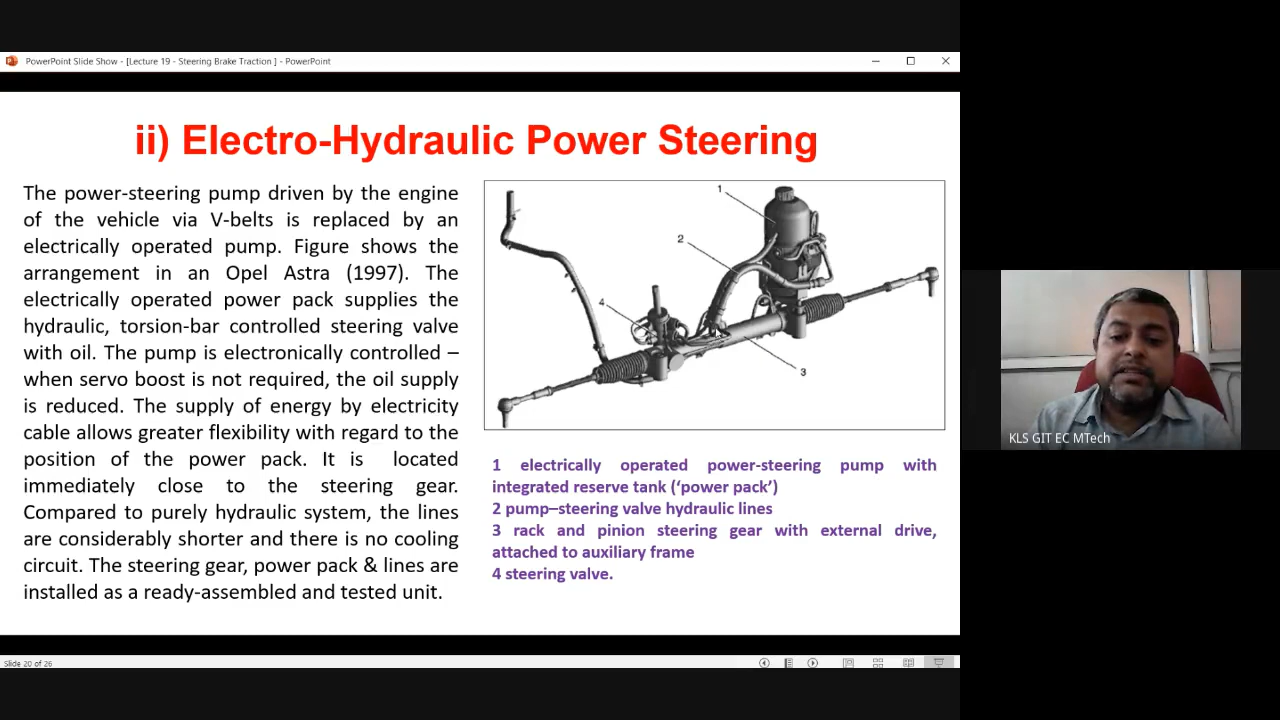 PowerPoint Slide Show - [Lecture 19 - Steering Brake Traction ] - PowerPoint
ii) Electro-Hydraulic Power Steering
The power-steering pump driven by the engine
of the vehicle via V-belts is replaced by an
electrically operated pump. Figure shows the
arrangement in an Opel Astra (1997). The
electrically operated power pack supplies the
hydraulic, torsion-bar controlled steering valve
with oil. The pump is electronically controlled –
when servo boost is not required, the oil supply
is reduced. The supply of energy by electricity
cable allows greater flexibility with regard to the
position of the power pack. It is located
immediately close to the steering gear.
Compared to purely hydraulic system, the lines
are considerably shorter and there is no cooling
circuit. The steering gear, power pack & lines are
installed as a ready-assembled and tested unit.
1
2
4
3
1 electrically operated power-steering pump with
integrated reserve tank (‘power pack’)
2 pump–steering valve hydraulic lines
3 rack and pinion steering gear with external drive,
attached to auxiliary frame
4 steering valve.
KLS GIT EC MTech
Slide 20 of 26